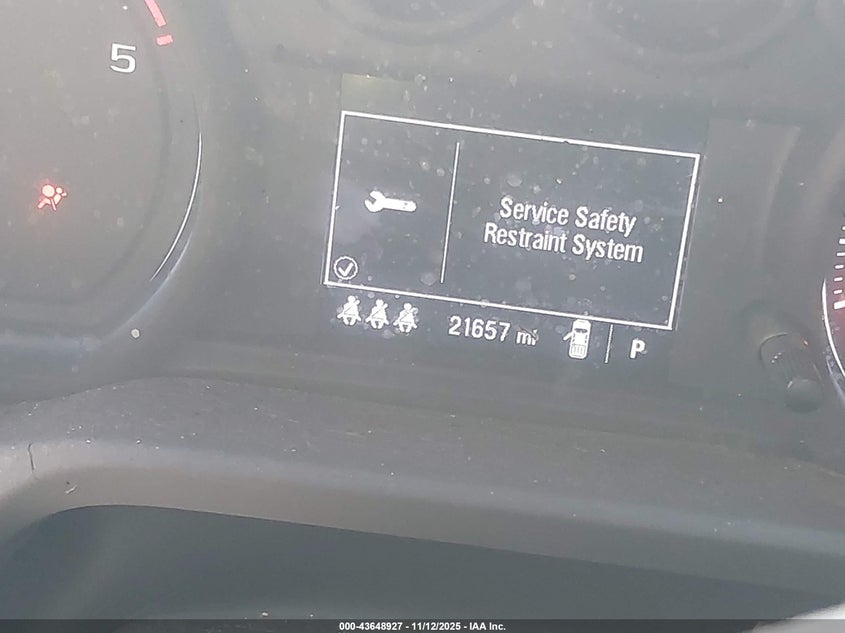 5
Service Safety
Restraint System
21657 mi
P
000-43648927 - 11/12/2025 - IAA Inc.